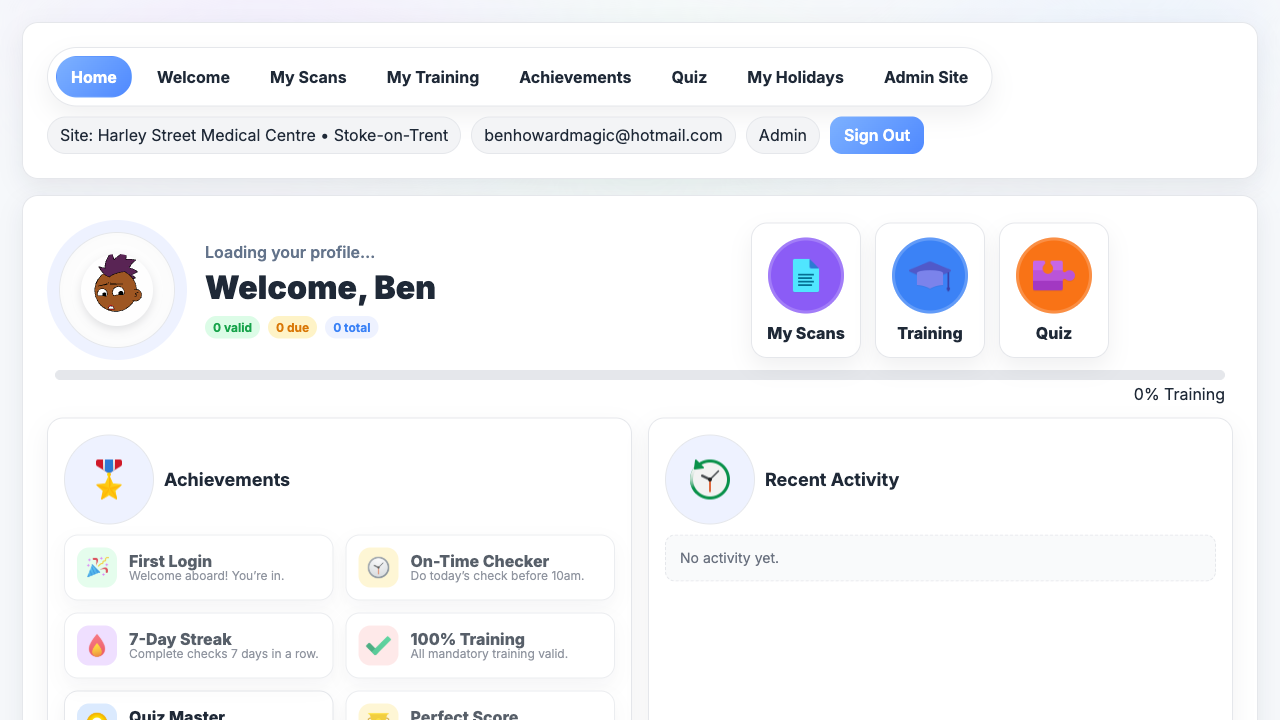 Home
Welcome
My Scans
My Training
Achievements
Quiz
My Holidays
Admin Site
Site: Harley Street Medical Centre • Stoke-on-Trent
benhowardmagic@hotmail.com
Admin
Sign Out
Loading your profile...
Welcome, Ben
0 valid
0 due
0 total
My Scans
Training
Quiz
0% Training
Achievements
First Login
Welcome aboard! You're in.
On-Time Checker
Do today's check before 10am.
7-Day Streak
Complete checks 7 days in a row.
100% Training
All mandatory training valid.
Quiz Master
Perfect Score
Recent Activity
No activity yet.